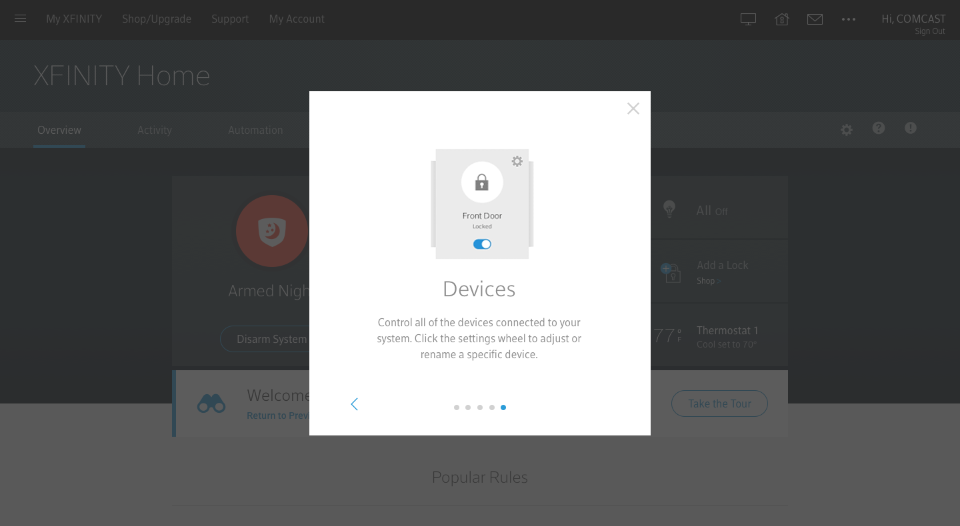 My XFINITY Shop/Upgrade Support My Account
Hi, COMCAST
Sign Out
XFINITY Home
Overview Activity Automation
Front Door
Locked
Devices
Control all of the devices connected to your
system. Click the settings wheel to adjust or
rename a specific device.
Armed Nigh
Disarm System
All Off
Add a Lock
Shop >
77°
Thermostat 1
Cool set to 70°
Welcome
Return to Prev
Take the Tour
Popular Rules